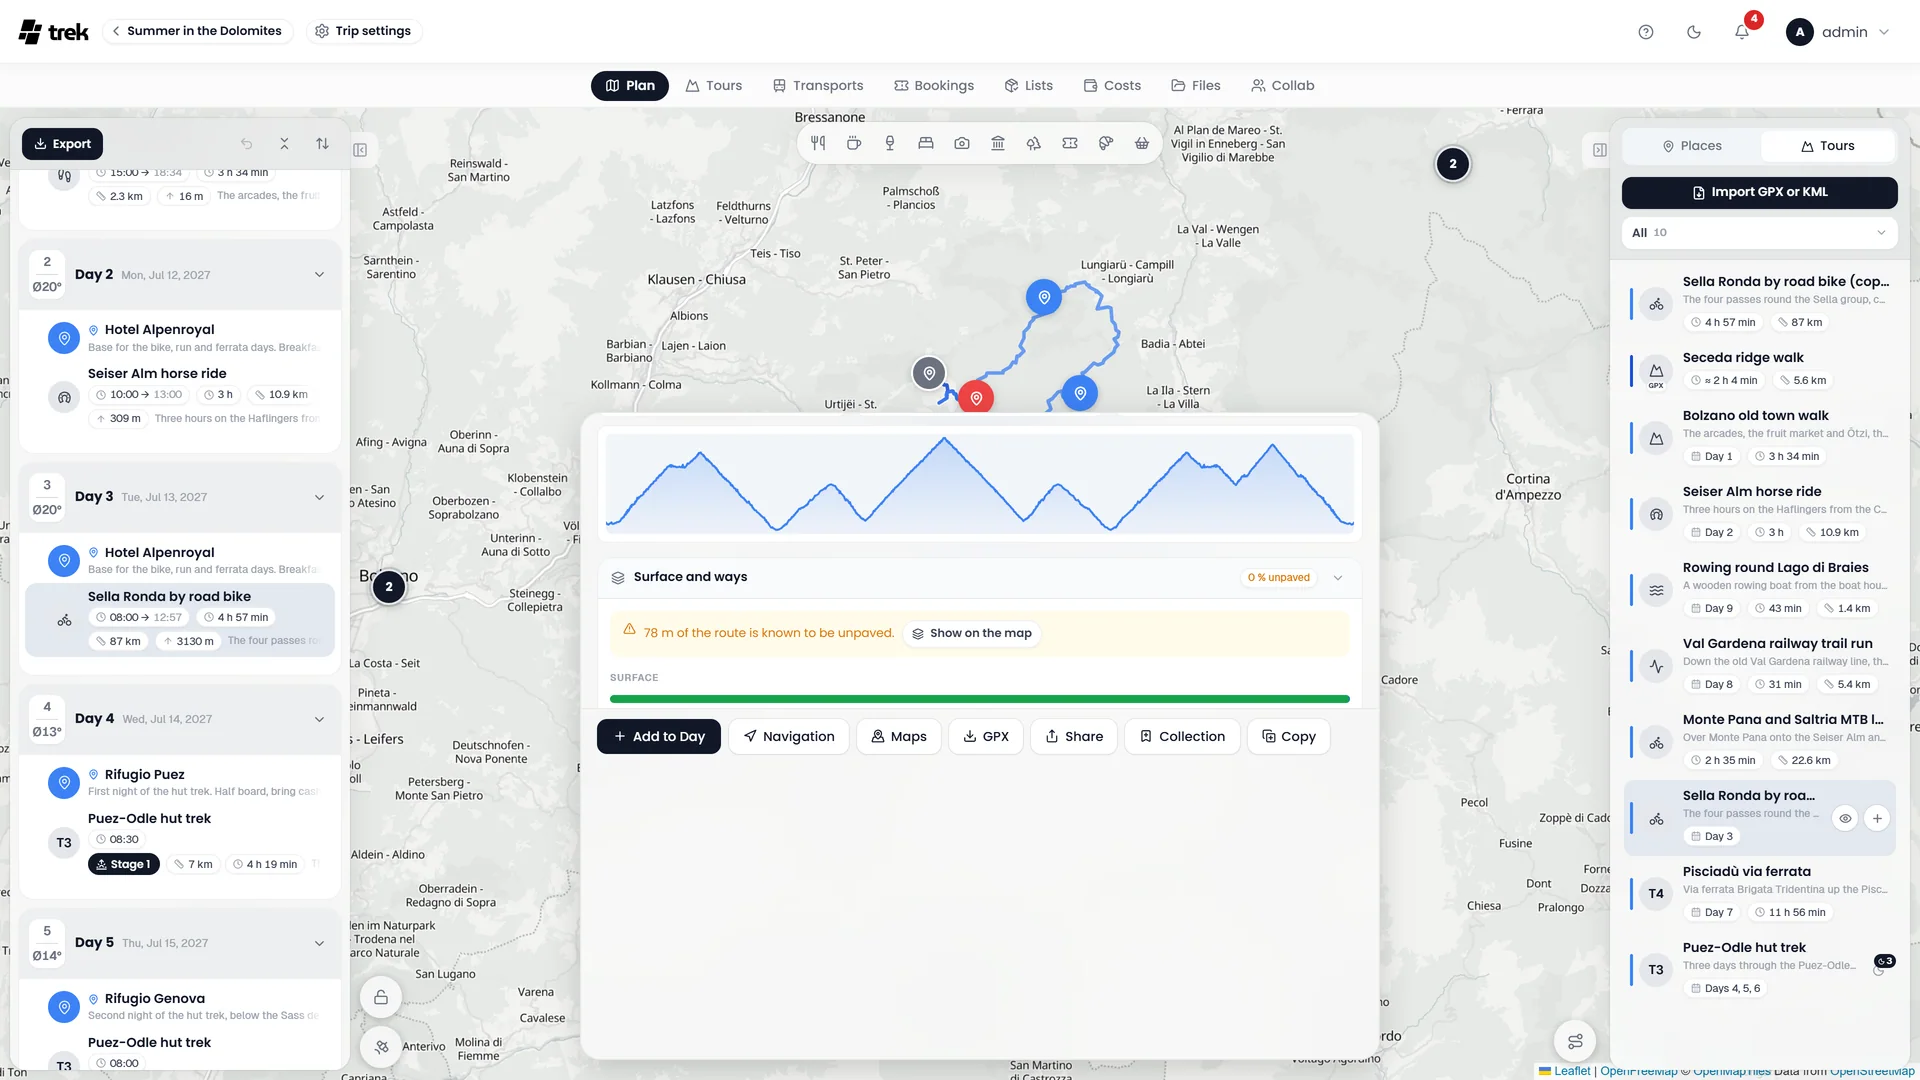 trek
Summer in the Dolomites
Trip settings
4
A
admin
Plan
Tours
Transports
Bookings
Lists
Costs
Files
Collab
Export
15:00 → 18:34
3 h 34 min
2.3 km
16 m
The arcades, the fruit
2
Ø20°
Day 2
Mon, Jul 12, 2027
Hotel Alpenroyal
Base for the bike, run and ferrata days. Breakfa
Seiser Alm horse ride
10:00 → 13:00
3 h
10.9 km
309 m
Three hours on the Haflingers from
3
Ø20°
Day 3
Tue, Jul 13, 2027
Hotel Alpenroyal
Base for the bike, run and ferrata days. Breakfa
Sella Ronda by road bike
08:00 → 12:57
4 h 57 min
87 km
3130 m
The four passes ro
4
Ø13°
Day 4
Wed, Jul 14, 2027
Rifugio Puez
First night of the hut trek. Half board, bring cas
Puez-Odle hut trek
T3
08:30
Stage 1
7 km
4 h 19 min
5
Ø14°
Day 5
Thu, Jul 15, 2027
Rifugio Genova
Second night of the hut trek, below the Sass de
Puez-Odle hut trek
T3
08:00
Bressanone
- Ferrara
Reinswald -
San Martino
Al Plan de Mareo - St.
Vigil in Enneberg - San
Vigilio di Marebbe
2
Palmschoß
- Plancios
Latzfons
- Lazfons
Feldthurns
- Velturno
Astfeld -
Campolasta
La Val - Wengen
- La Valle
Teis - Tiso
Sarnthein -
Sarentino
St. Peter -
San Pietro
Lungiarü - Campill
- Longiarù
Klausen - Chiusa
Albions
Barbian -
Barbiano
Lajen - Laion
Badia - Abtei
Kollmann - Colma
La Ila - Stern
- La Villa
Urtijëi - St.
Afing - Avigna
Oberinn -
Auna di Sopra
Klobenstein
- Collalbo
Cortina
d'Ampezzo
Oberbozen -
Soprabolzano
Unterinn -
Auna di Sotto
2
Steinegg -
Collepietra
La Costa - Seit
Cadore
Pineta -
Deutschnofen -
Nova Ponente
Petersberg -
Monte San Pietro
Pecol
Zoppè di Cado
Fusine
Aldein - Aldino
Oberradein -
Redagno di Sopra
Dont
Chiesa
Pralongo
San Lugano
Varena
Cavalese
Anterivo
Molina di
Fiemme
San Martino
di Castrozza
Surface and ways
0 % unpaved
78 m of the route is known to be unpaved.
Show on the map
SURFACE
Add to Day
Navigation
Maps
GPX
Share
Collection
Copy
Places
Tours
Import GPX or KML
All 10
Sella Ronda by road bike (cop...
The four passes round the Sella group, c...
4 h 57 min
87 km
GPX
Seceda ridge walk
≈ 2 h 4 min
5.6 km
Bolzano old town walk
The arcades, the fruit market and Ötzi, th...
Day 1
3 h 34 min
Seiser Alm horse ride
Three hours on the Haflingers from the C...
Day 2
3 h
10.9 km
Rowing round Lago di Braies
A wooden rowing boat from the boat hou...
Day 9
43 min
1.4 km
Val Gardena railway trail run
Down the old Val Gardena railway line, th...
Day 8
31 min
5.4 km
Monte Pana and Saltria MTB l...
Over Monte Pana onto the Seiser Alm an...
2 h 35 min
22.6 km
Sella Ronda by roa...
The four passes round the ...
Day 3
T4
Pisciadù via ferrata
Via ferrata Brigata Tridentina up the Pisc...
Day 7
11 h 56 min
T3
Puez-Odle hut trek
Three days through the Puez-Odle...
3
Days 4, 5, 6
Leaflet | OpenFreeMap © OpenMapTiles Data from OpenStreetMap